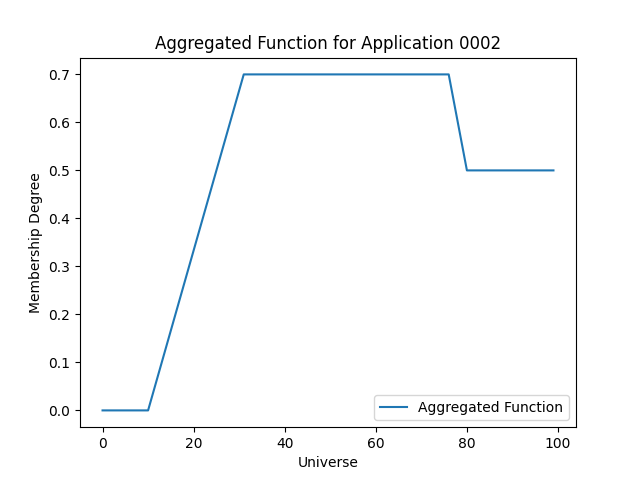 Aggregated Function for Application 0002
0.7
0.6
0.5
0.4
0.3
0.2
0.1
0.0
Membership Degree
Aggregated Function
0 20 40 60 80 100
Universe